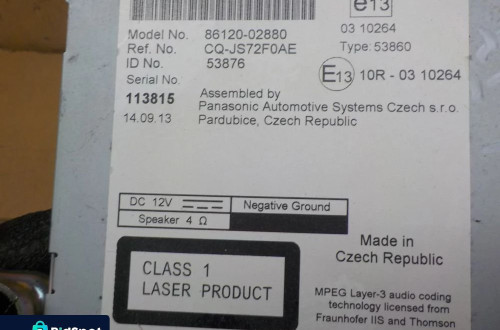 e13
Model No. 86120-02880
03 10264
Ref. No. CQ-JS72F0AE
Type: 53860
ID No. 53876
E13 10R - 03 10264
Serial No.
113815
Assembled by
Panasonic Automotive Systems Czech s.r.o.
14.09.13
Pardubice, Czech Republic
DC 12V
Negative Ground
Speaker 4 Ω
Made in
Czech Republic
CLASS 1
LASER PRODUCT
MPEG Layer-3 audio coding
technology licensed from
Fraunhofer IIS and Thomson